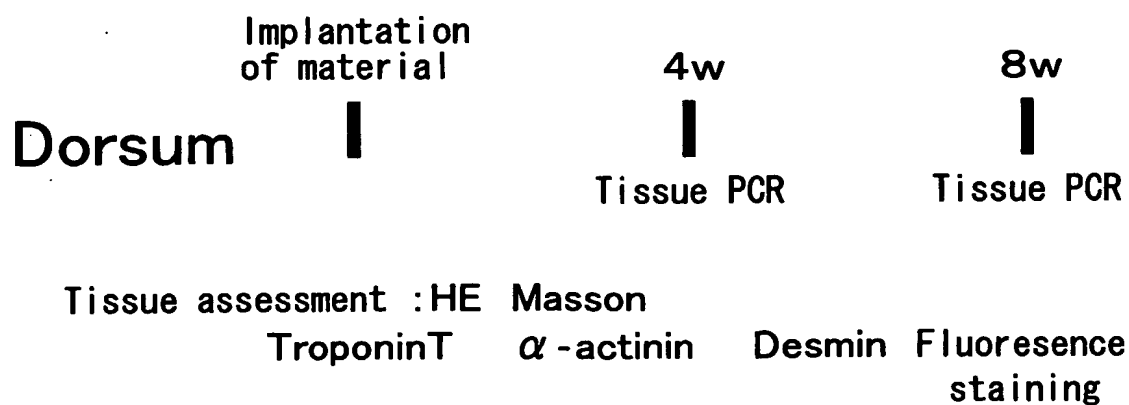 Implantation
of material 4w 8w
Dorsum
Tissue PCR Tissue PCR
Tissue assessment :HE Masson
TroponinT α-actinin Desmin Fluoresence
staining